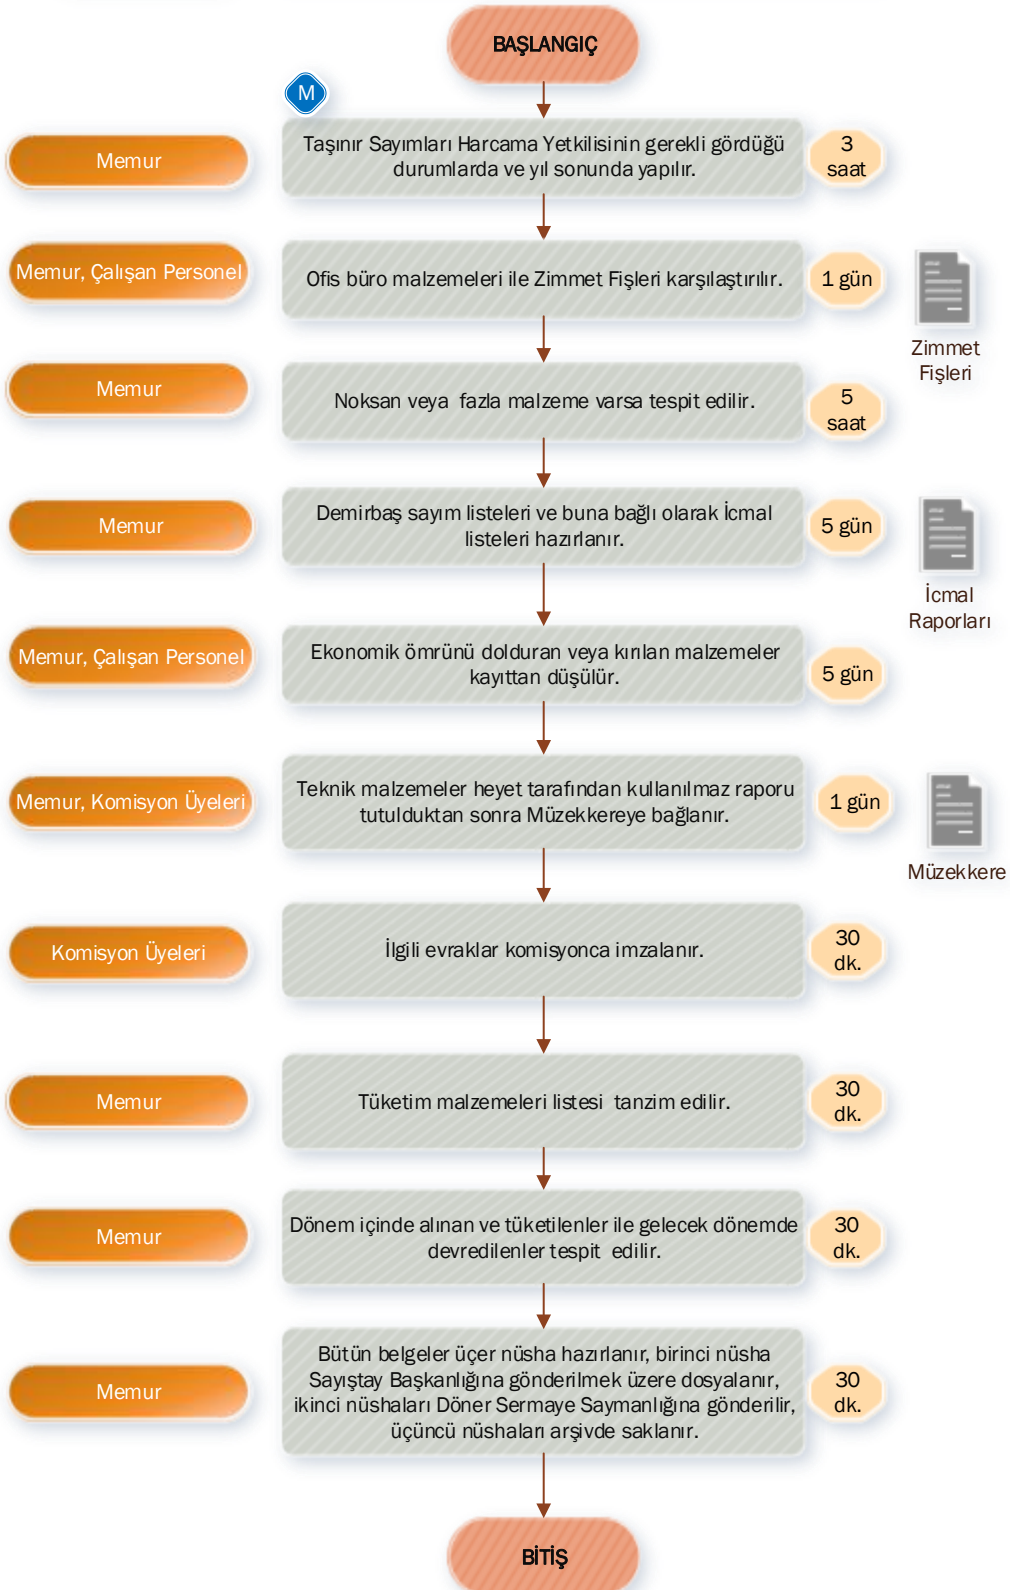 BAŞLANGIÇ
M
Memur
Taşınır Sayımları Harcama Yetkilisinin gerekli gördüğü
durumlarda ve yıl sonunda yapılır.
3
saat
Memur, Çalışan Personel
Ofis büro malzemeleri ile Zimmet Fişleri karşılaştırılır.
1 gün
Zimmet
Fişleri
Memur
Noksan veya fazla malzeme varsa tespit edilir.
5
saat
Memur
Demirbaş sayım listeleri ve buna bağlı olarak İcmal
listeleri hazırlanır.
5 gün
İcmal
Raporları
Memur, Çalışan Personel
Ekonomik ömrünü dolduran veya kırılan malzemeler
kayıttan düşülür.
5 gün
Memur, Komisyon Üyeleri
Teknik malzemeler heyet tarafından kullanılmaz raporu
tutulduktan sonra Müzekkereye bağlanır.
1 gün
Müzekkere
Komisyon Üyeleri
İlgili evraklar komisyonca imzalanır.
30
dk.
Memur
Tüketim malzemeleri listesi tanzim edilir.
30
dk.
Memur
Dönem içinde alınan ve tüketilenler ile gelecek dönemde
devredilenler tespit edilir.
30
dk.
Memur
Bütün belgeler üçer nüsha hazırlanır, birinci nüsha
Sayıştay Başkanlığına gönderilmek üzere dosyalanır,
ikinci nüshaları Döner Sermaye Saymanlığına gönderilir,
üçüncü nüshaları arşivde saklanır.
30
dk.
BİTİŞ